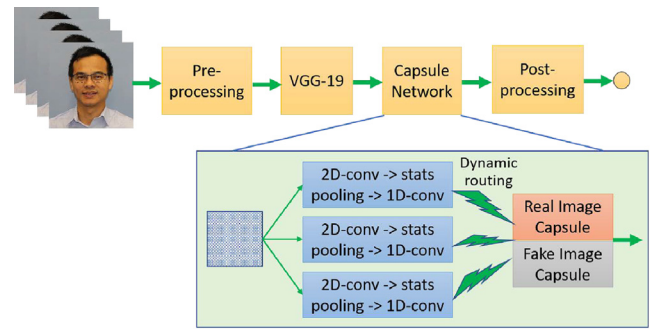 Pre-
processing
VGG-19
Capsule
Network
Post-
processing
2D-conv -> stats
pooling -> 1D-conv
2D-conv -> stats
pooling -> 1D-conv
2D-conv -> stats
pooling -> 1D-conv
Dynamic
routing
Real Image
Capsule
Fake Image
Capsule